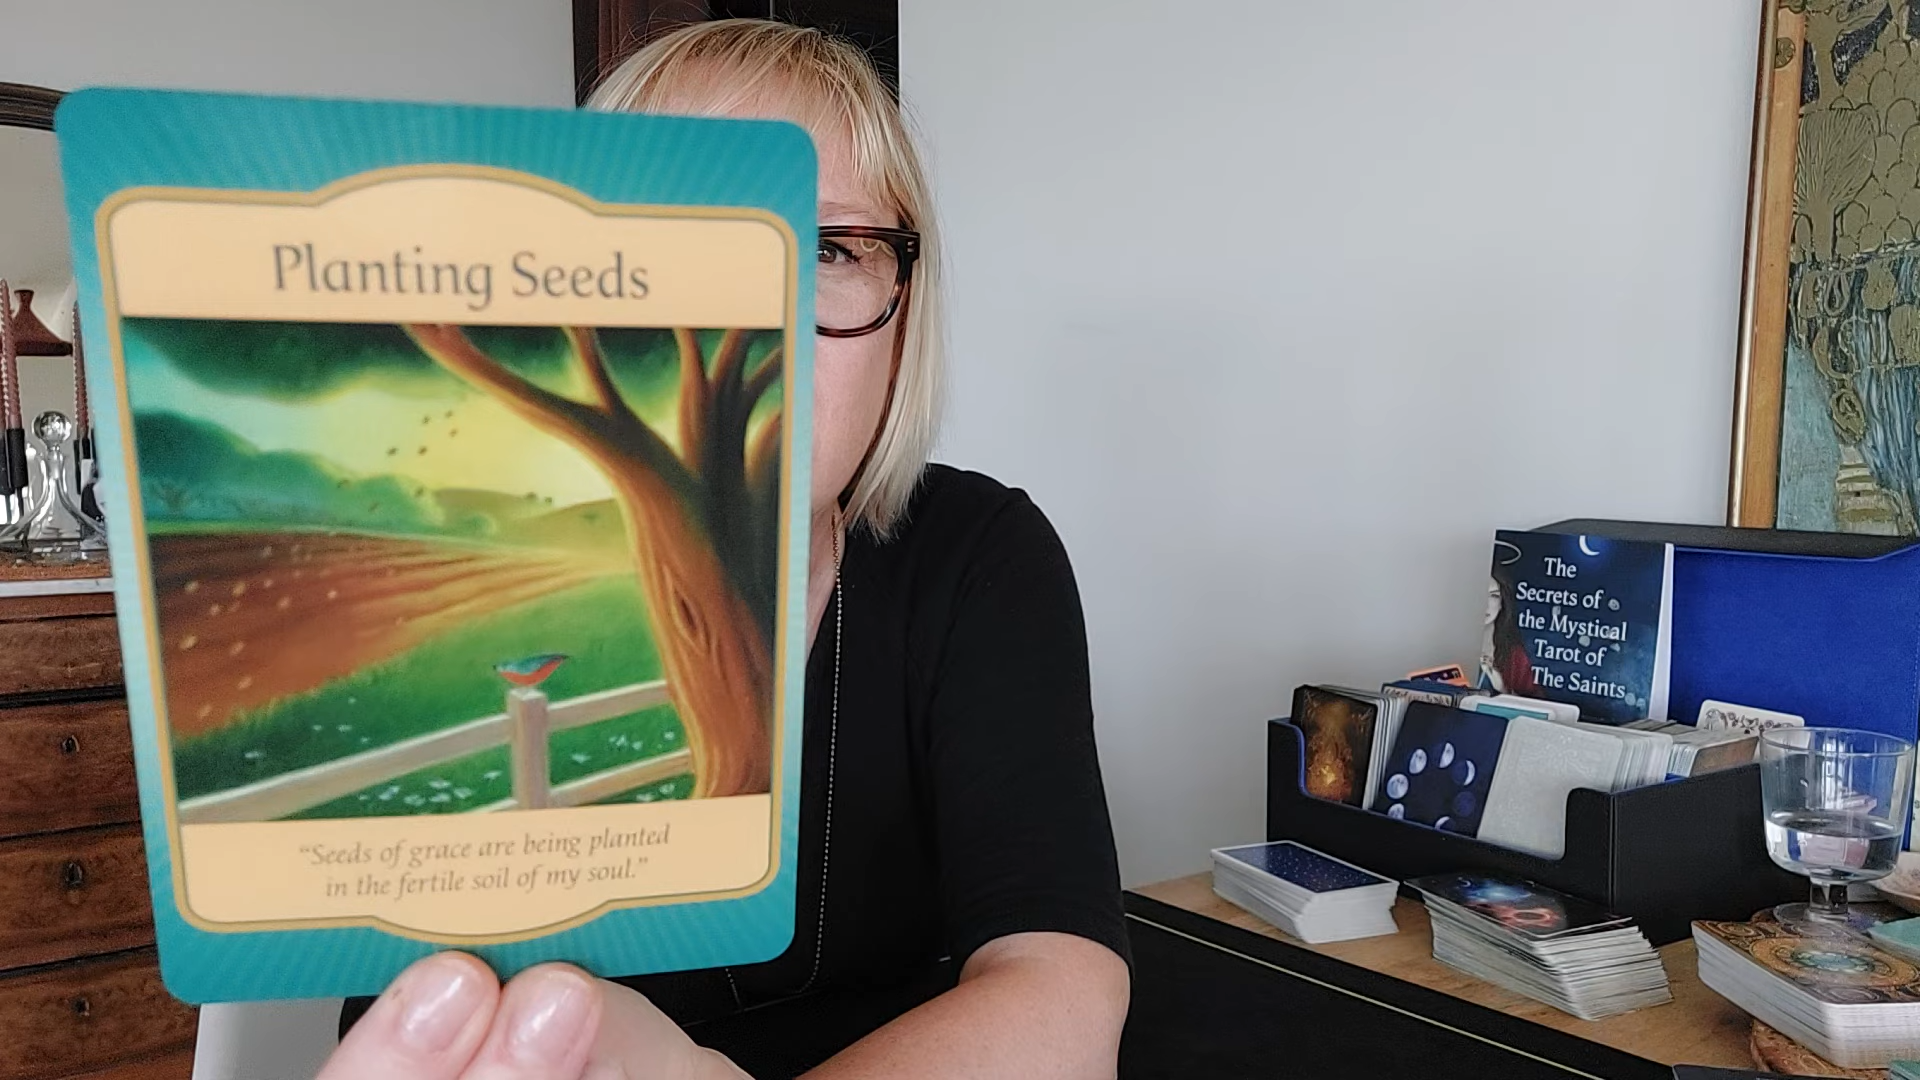 Planting Seeds
“Seeds of grace are being planted
in the fertile soil of my soul.”
The
Secrets of
the Mystical
Tarot of
The Saints